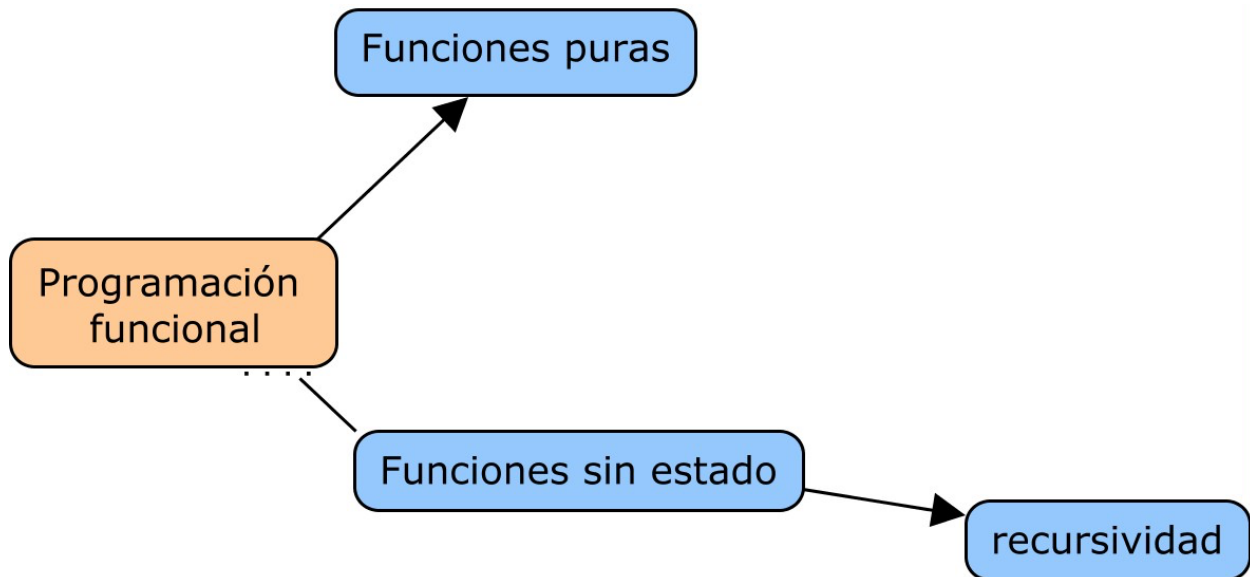 Funciones puras
Programación
funcional
Funciones sin estado
recursividad